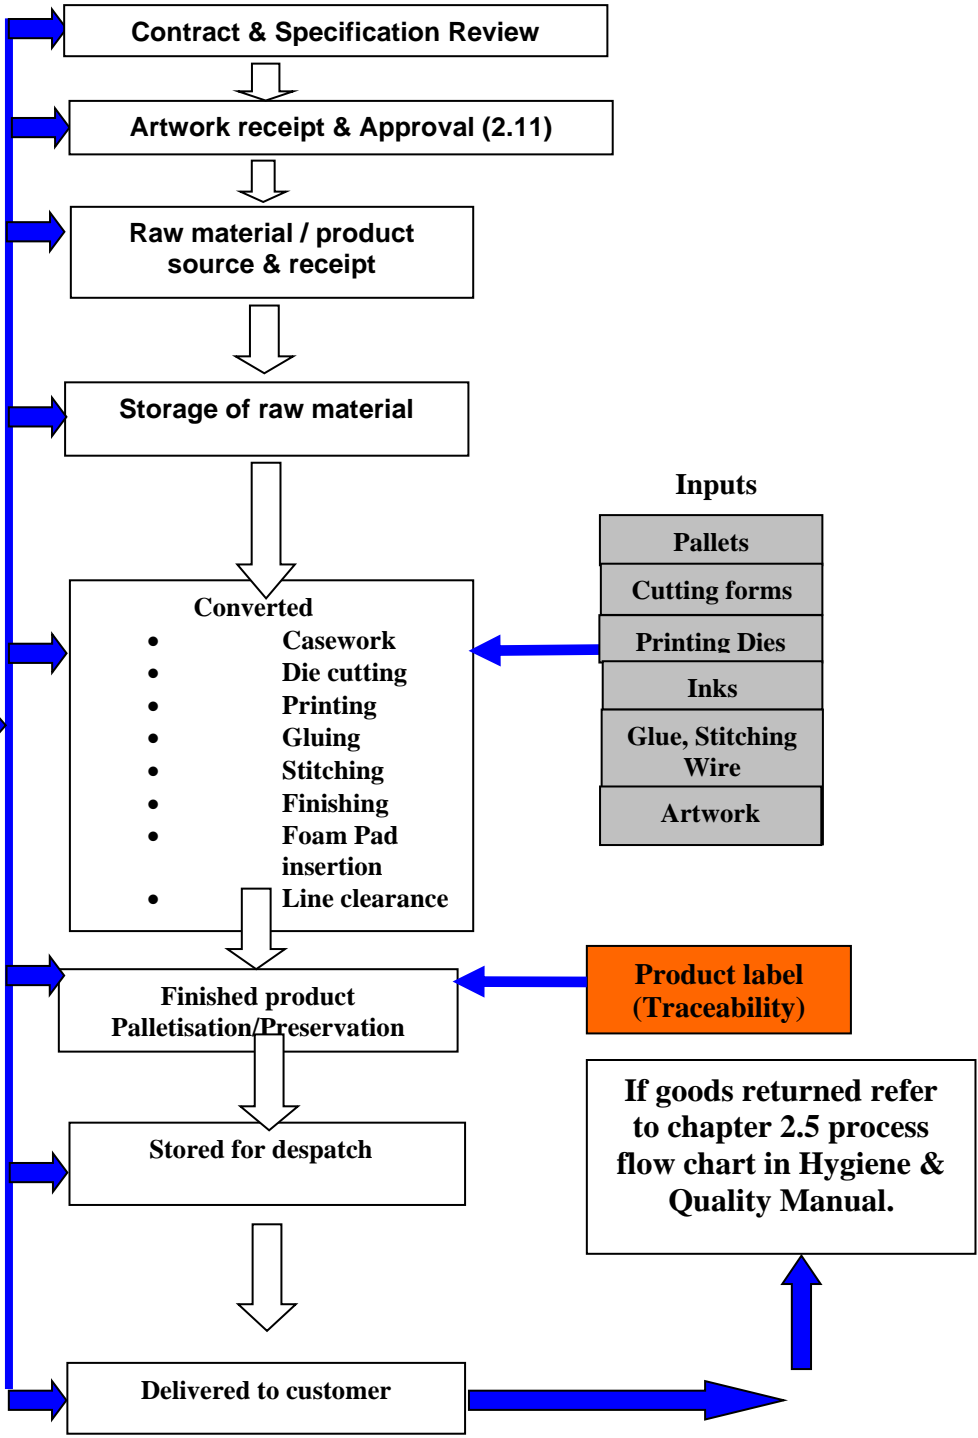 Contract & Specification Review
Artwork receipt & Approval (2.11)
Raw material / product
source & receipt
Storage of raw material
Inputs
Pallets
Cutting forms
Printing Dies
Inks
Glue, Stitching
Wire
Artwork
Converted
• Casework
• Die cutting
• Printing
• Gluing
• Stitching
• Finishing
• Foam Pad
insertion
• Line clearance
Finished product
Palletisation/Preservation
Product label
(Traceability)
If goods returned refer
to chapter 2.5 process
flow chart in Hygiene &
Quality Manual.
Stored for despatch
Delivered to customer